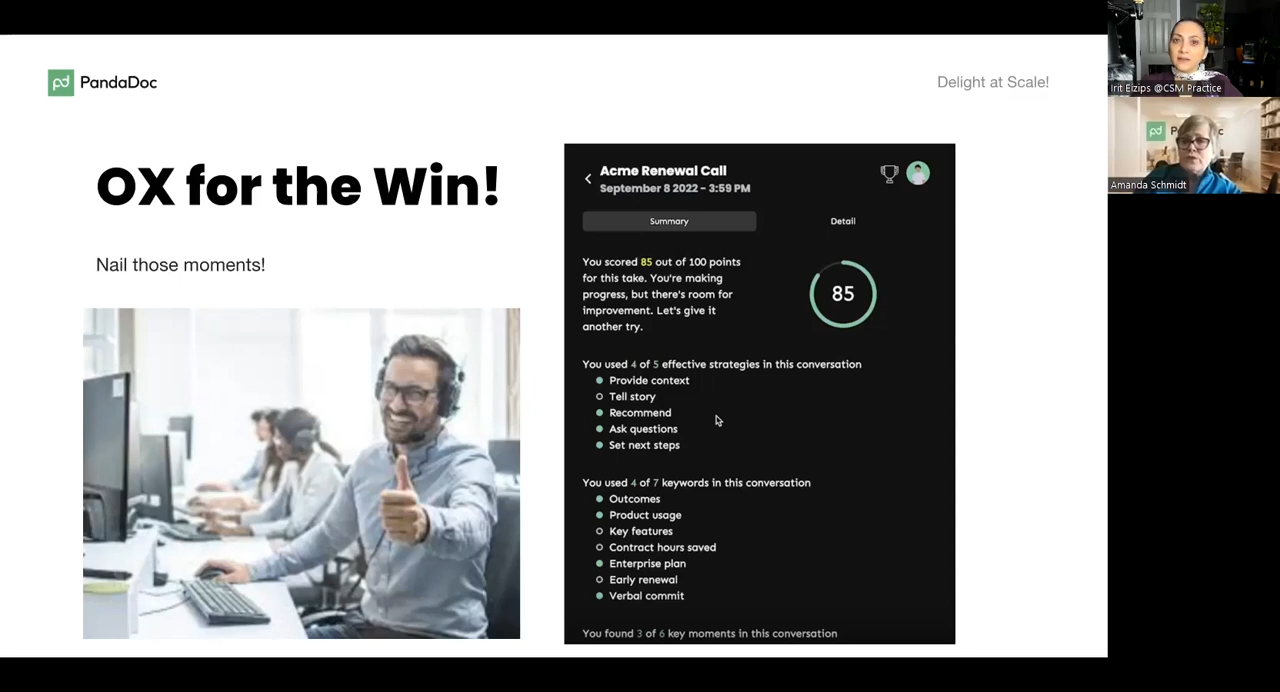 PandaDoc
Delight at Scale!
OX for the Win!
Nail those moments!
Acme Renewal Call
September 8 2022 - 3:59 PM
Summary
Detail
You scored 85 out of 100 points
for this take. You're making
progress, but there's room for
improvement. Let's give it
another try.
85
You used 4 of 5 effective strategies in this conversation
Provide context
Tell story
Recommend
Ask questions
Set next steps
You used 4 of 7 keywords in this conversation
Outcomes
Product usage
Key features
Contract hours saved
Enterprise plan
Early renewal
Verbal commit
You found 3 of 6 key moments in this conversation
Irit Eizips @CSM Practice
Amanda Schmidt